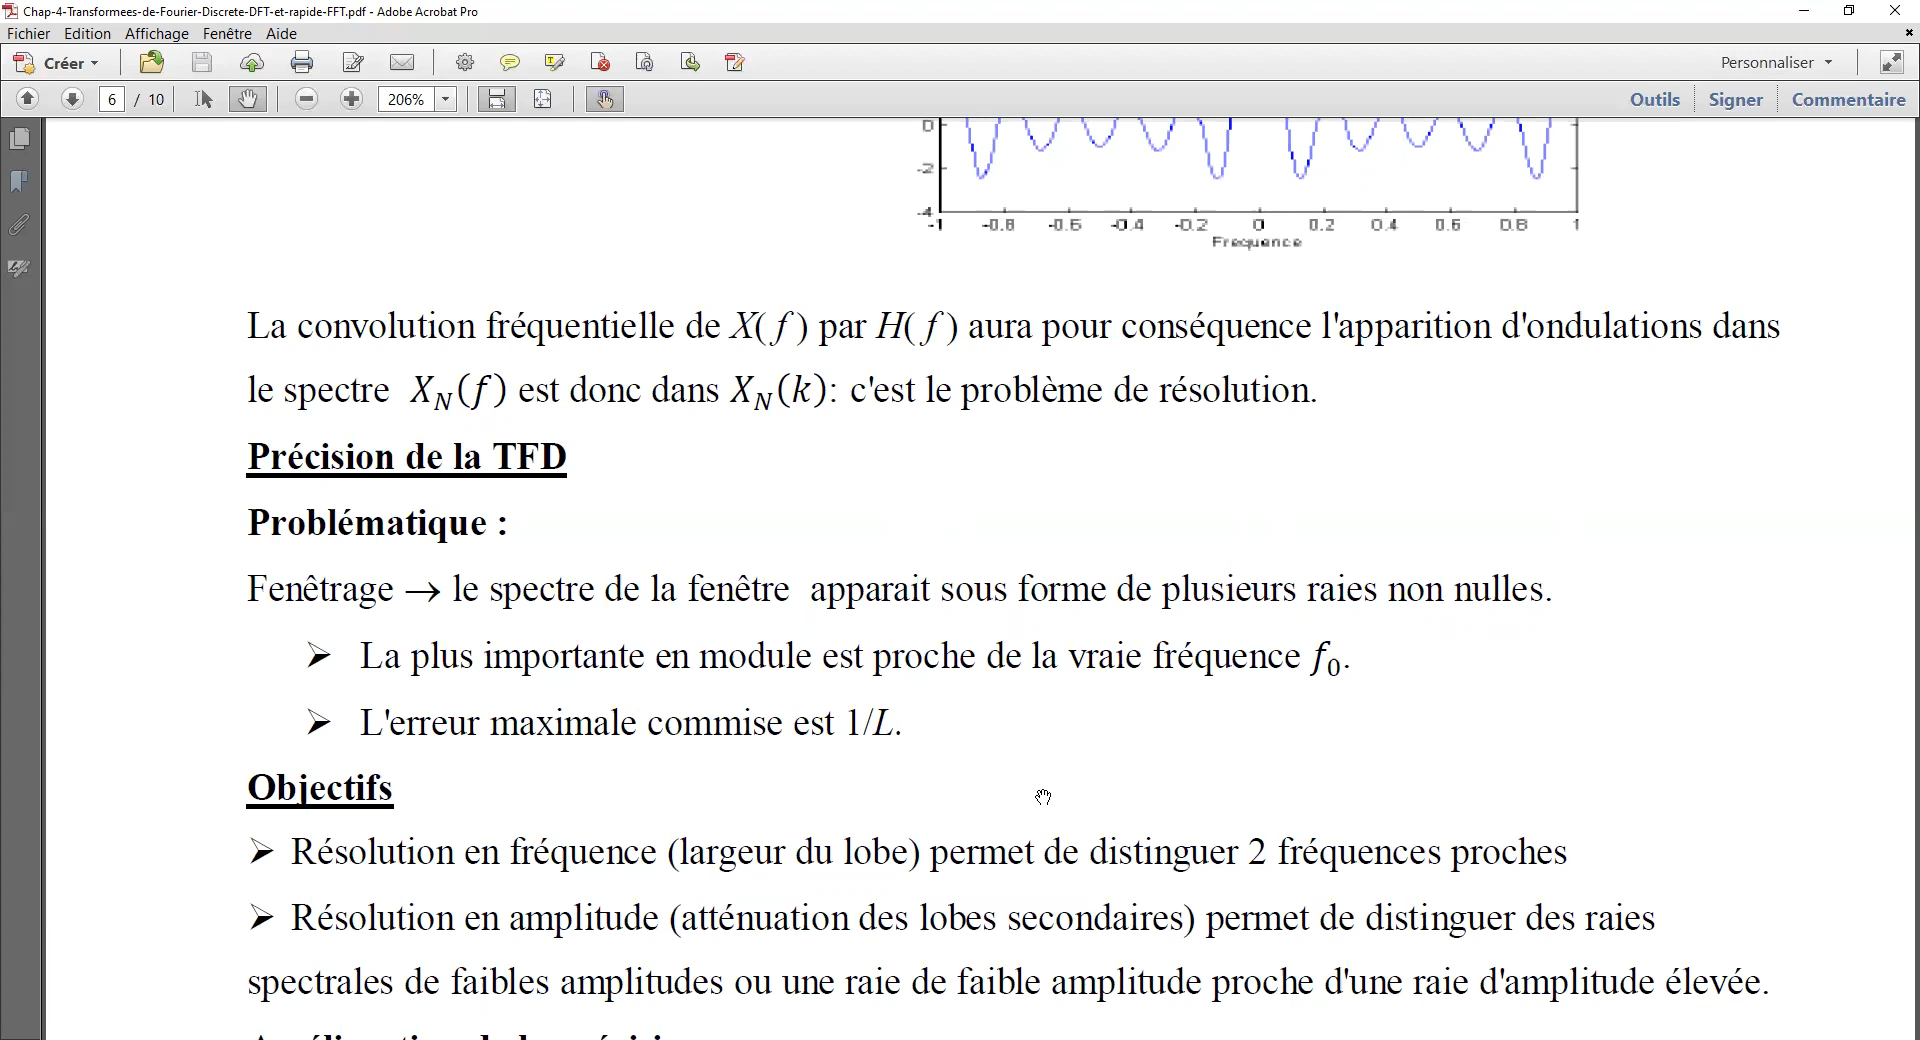 Chap-4-Transformees-de-Fourier-Discrete-DFT-et-rapide-FFT.pdf - Adobe Acrobat Pro
Fichier Edition Affichage Fenêtre Aide
Créer
Personnaliser
6 / 10
206%
Outils Signer Commentaire
0
-2
-4
-1 -0.8 -0.6 -0.4 -0.2 0 0.2 0.4 0.6 0.8 1
Frequence
La convolution fréquentielle de X(f) par H(f) aura pour conséquence l'apparition d'ondulations dans
le spectre X_N(f) est donc dans X_N(k): c'est le problème de résolution.
Précision de la TFD
Problématique :
Fenêtrage → le spectre de la fenêtre apparait sous forme de plusieurs raies non nulles.
➢ La plus importante en module est proche de la vraie fréquence f₀.
➢ L'erreur maximale commise est 1/L.
Objectifs
➢ Résolution en fréquence (largeur du lobe) permet de distinguer 2 fréquences proches
➢ Résolution en amplitude (atténuation des lobes secondaires) permet de distinguer des raies
spectrales de faibles amplitudes ou une raie de faible amplitude proche d'une raie d'amplitude élevée.